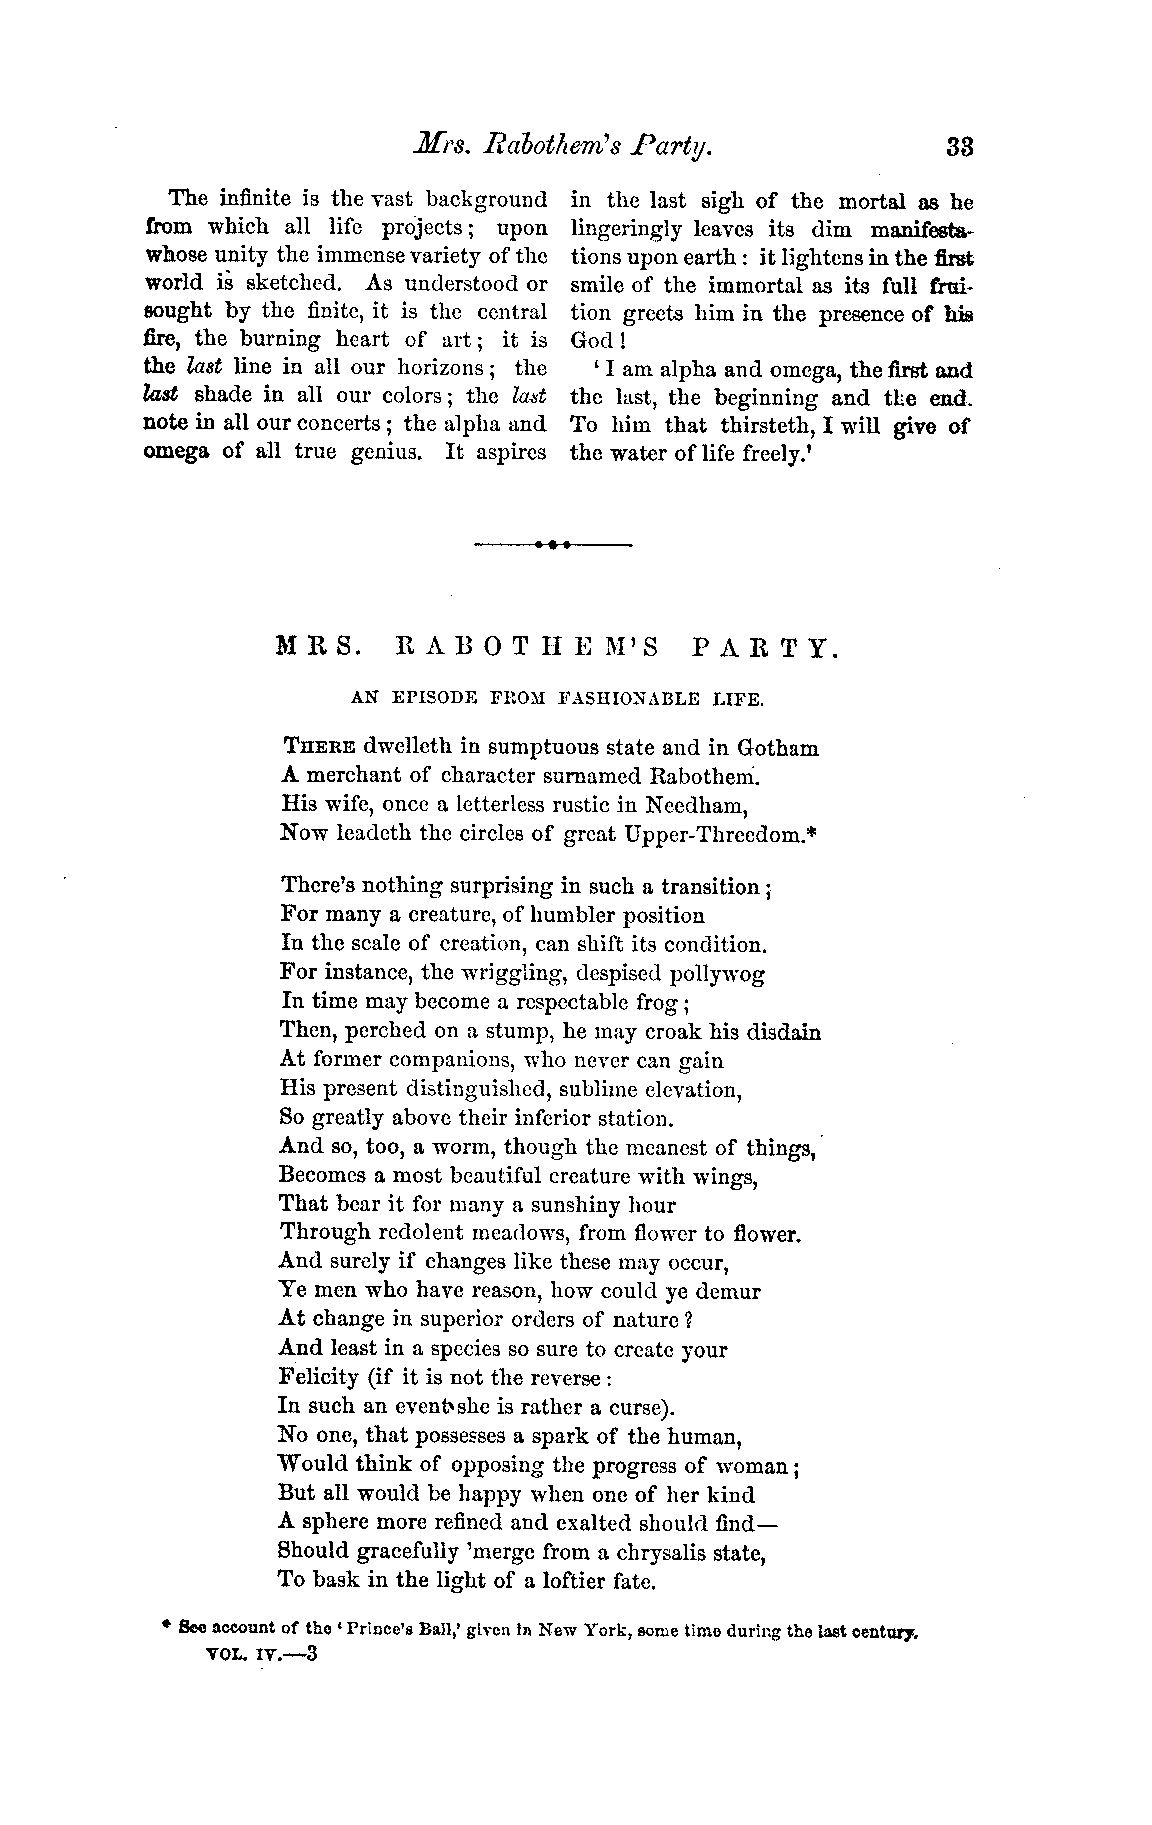 Mrs. Rabothem's Party. 33
The infinite is the vast background
from which all life projects; upon
whose unity the immense variety of the
world is sketched. As understood or
sought by the finite, it is the central
fire, the burning heart of art; it is
the last line in all our horizons; the
last shade in all our colors; the last
note in all our concerts; the alpha and
omega of all true genius. It aspires
in the last sigh of the mortal as he
lingeringly leaves its dim manifesta-
tions upon earth: it lightens in the first
smile of the immortal as its full frui-
tion greets him in the presence of his
God!
'I am alpha and omega, the first and
the last, the beginning and the end.
To him that thirsteth, I will give of
the water of life freely.'
MRS. RABOTHEM'S PARTY.
AN EPISODE FROM FASHIONABLE LIFE.
THERE dwelleth in sumptuous state and in Gotham
A merchant of character surnamed Rabothem.
His wife, once a letterless rustic in Needham,
Now leadeth the circles of great Upper-Threedom.*
There's nothing surprising in such a transition;
For many a creature, of humbler position
In the scale of creation, can shift its condition.
For instance, the wriggling, despised pollywog
In time may become a respectable frog;
Then, perched on a stump, he may croak his disdain
At former companions, who never can gain
His present distinguished, sublime elevation,
So greatly above their inferior station.
And so, too, a worm, though the meanest of things,
Becomes a most beautiful creature with wings,
That bear it for many a sunshiny hour
Through redolent meadows, from flower to flower.
And surely if changes like these may occur,
Ye men who have reason, how could ye demur
At change in superior orders of nature?
And least in a species so sure to create your
Felicity (if it is not the reverse:
In such an event she is rather a curse).
No one, that possesses a spark of the human,
Would think of opposing the progress of woman;
But all would be happy when one of her kind
A sphere more refined and exalted should find—
Should gracefully 'merge from a chrysalis state,
To bask in the light of a loftier fate.
* See account of the 'Prince's Ball,' given in New York, some time during the last century.
VOL. IV.—3